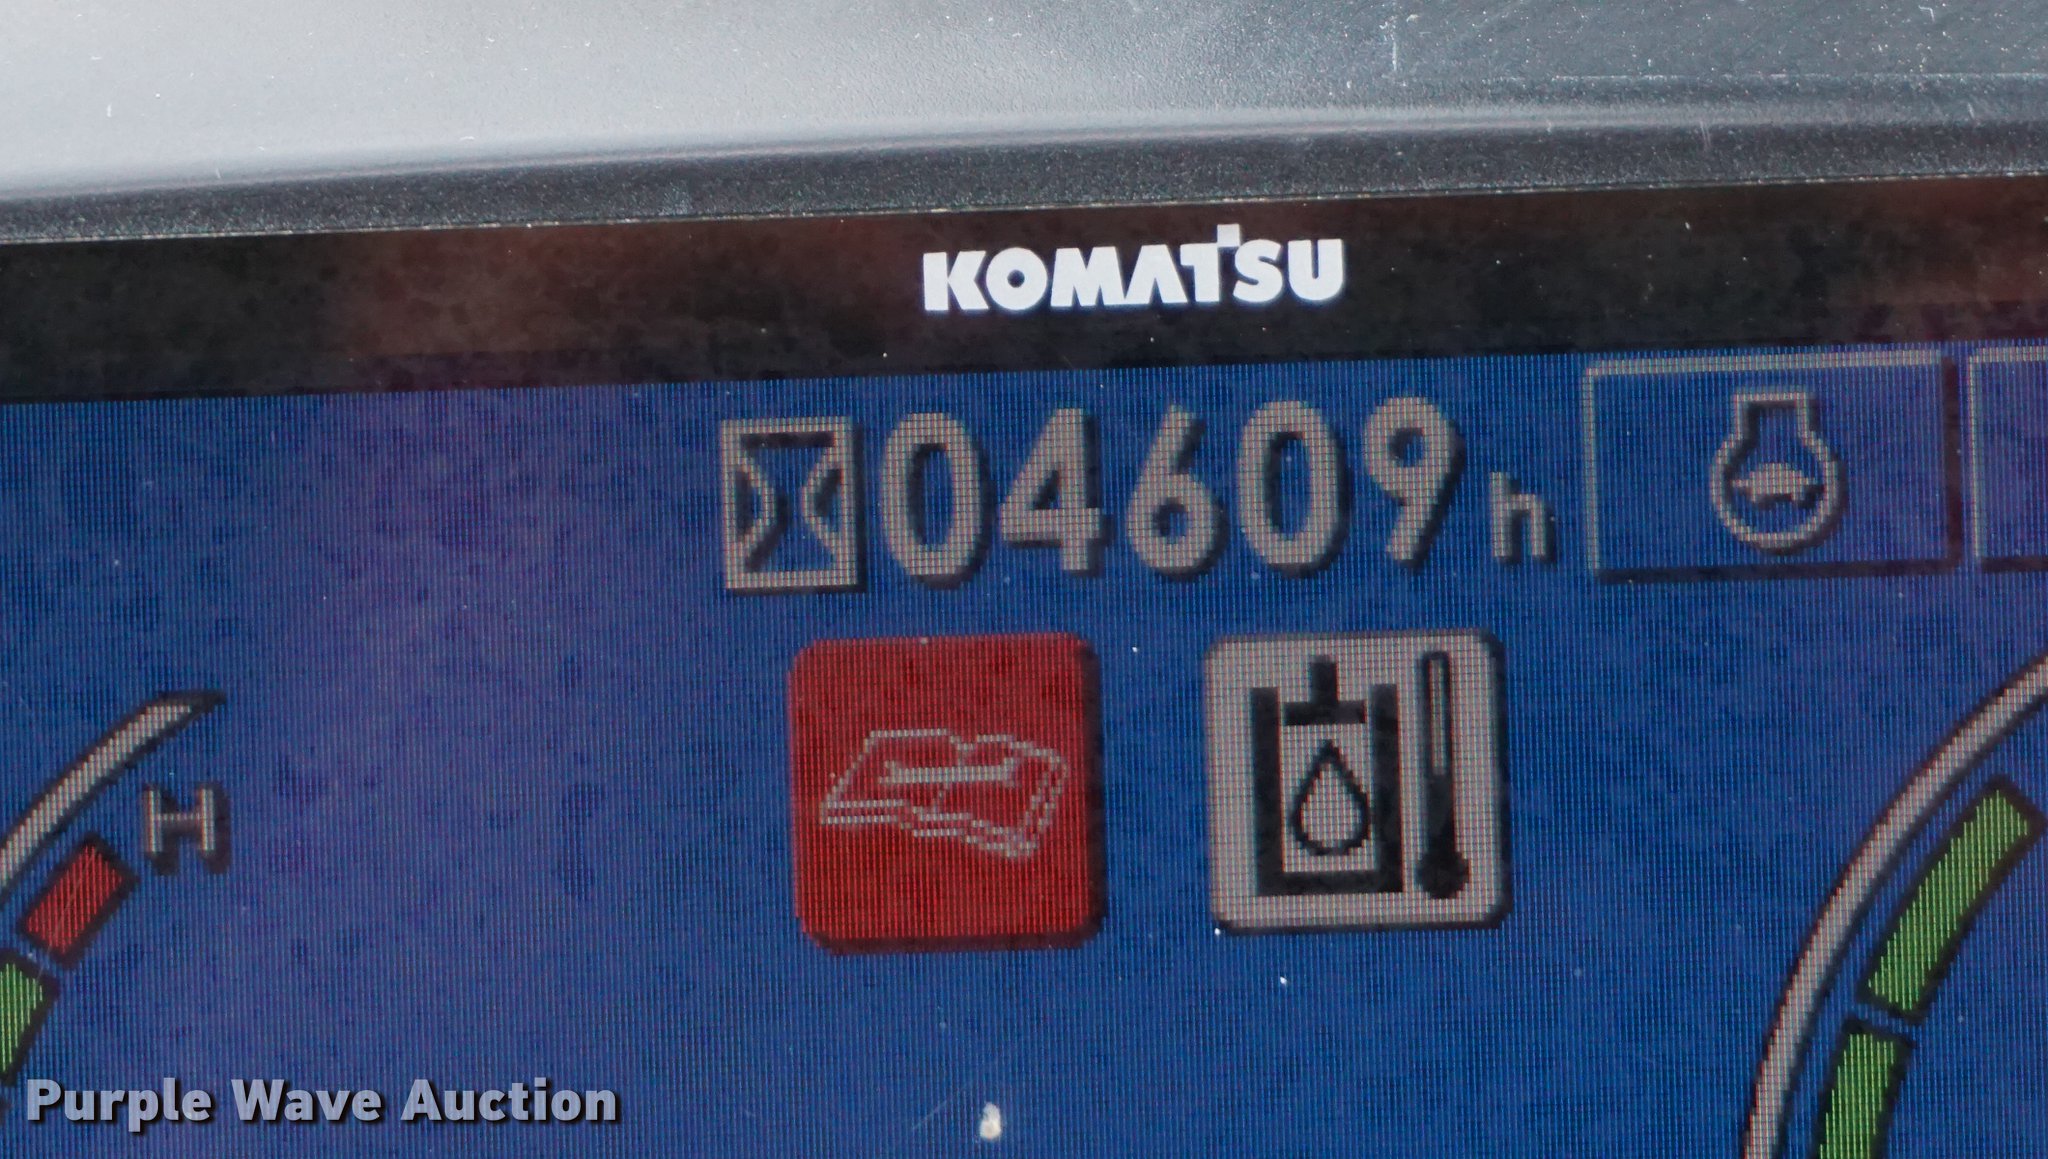 KOMATSU
04609h
H
Purple Wave Auction